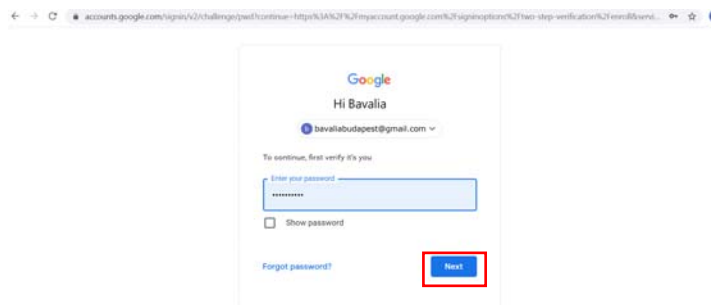 accounts.google.com/signin/v2/challenge/pwd?continue=https%3A%2F%2Fmyaccount.google.com%2Fsigninoptions%2Ftwo-step-verification%2Fenroll&servi...
Google
Hi Bavalia
b bavaliabudapest@gmail.com
To continue, first verify it's you
Enter your password
••••••••••
Show password
Forgot password?
Next